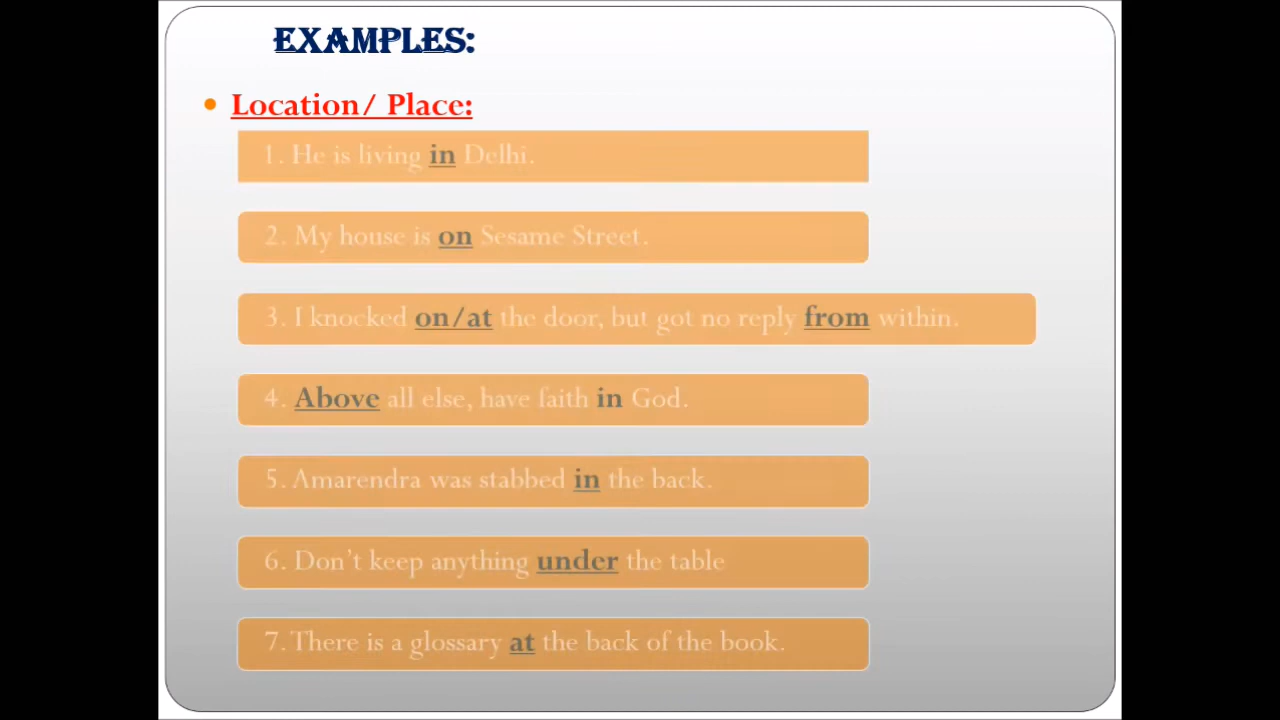 EXAMPLES:
• Location/ Place:
1. He is living in Delhi.
2. My house is on Sesame Street.
3. I knocked on/at the door, but got no reply from within.
4. Above all else, have faith in God.
5. Amarendra was stabbed in the back.
6. Don't keep anything under the table
7. There is a glossary at the back of the book.